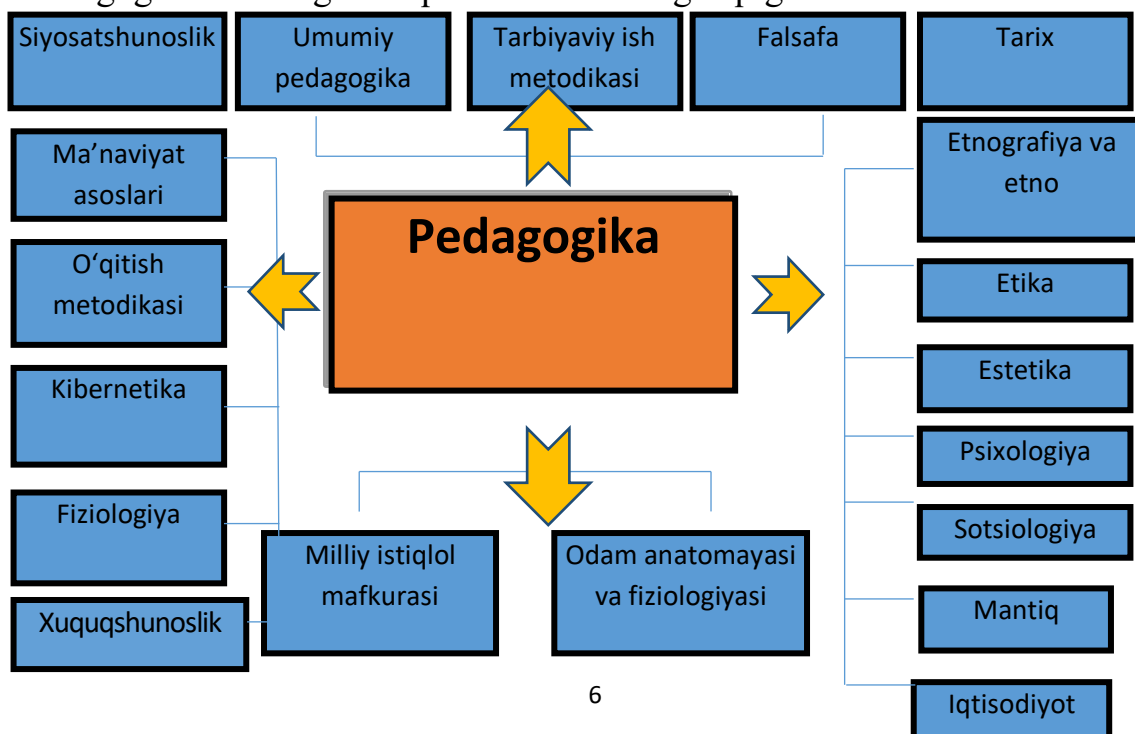 Siyosatshunoslik
Umumiy
pedagogika
Tarbiyaviy ish
metodikasi
Falsafa
Tarix
Ma’naviyat
asoslari
O‘qitish
metodikasi
Kibernetika
Fiziologiya
Xuquqshunoslik
Pedagogika
Milliy istiqlol
mafkurasi
Odam anatomayasi
va fiziologiyasi
Etnografiya va
etno
Etika
Estetika
Psixologiya
Sotsiologiya
Mantiq
Iqtisodiyot
6